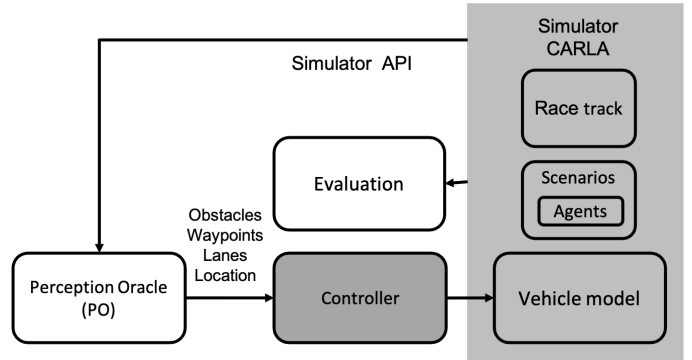 Simulator
CARLA
Simulator API
Race track
Evaluation
Scenarios
Agents
Obstacles
Waypoints
Lanes
Location
Perception Oracle
(PO)
Controller
Vehicle model